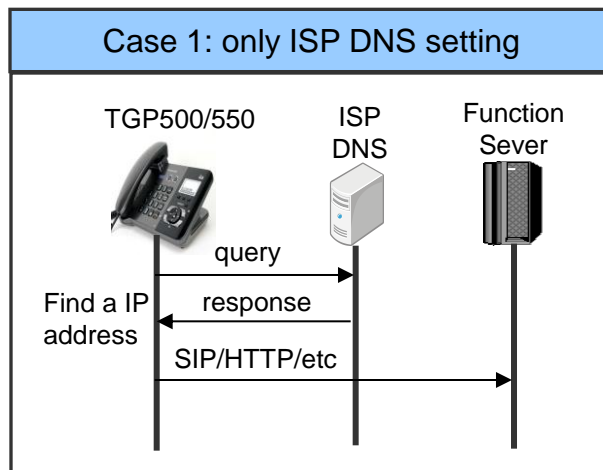 Case 1: only ISP DNS setting
TGP500/550
ISP
DNS
Function
Sever
query
Find a IP
address
response
SIP/HTTP/etc